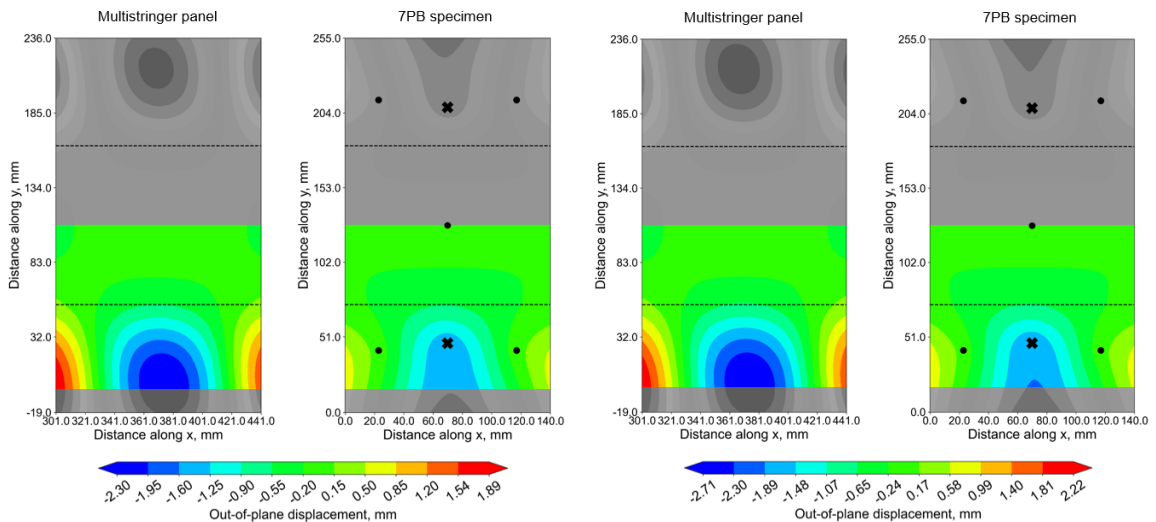 Multistringer panel
7PB specimen
Multistringer panel
7PB specimen
Distance along y, mm
236.0
185.0
134.0
83.0
32.0
-19.0
301.0 321.0 341.0 361.0 381.0 401.0 421.0 441.0
Distance along x, mm
Distance along y, mm
255.0
204.0
153.0
102.0
51.0
0.0
0.0 20.0 40.0 60.0 80.0 100.0 120.0 140.0
Distance along x, mm
-2.30 -1.95 -1.60 -1.25 -0.90 -0.55 -0.20 0.15 0.50 0.85 1.20 1.54 1.89
Out-of-plane displacement, mm
Distance along y, mm
236.0
185.0
134.0
83.0
32.0
-19.0
301.0 321.0 341.0 361.0 381.0 401.0 421.0 441.0
Distance along x, mm
Distance along y, mm
255.0
204.0
153.0
102.0
51.0
0.0
0.0 20.0 40.0 60.0 80.0 100.0 120.0 140.0
Distance along x, mm
-2.71 -2.30 -1.89 -1.48 -1.07 -0.65 -0.24 0.17 0.58 0.99 1.40 1.81 2.22
Out-of-plane displacement, mm